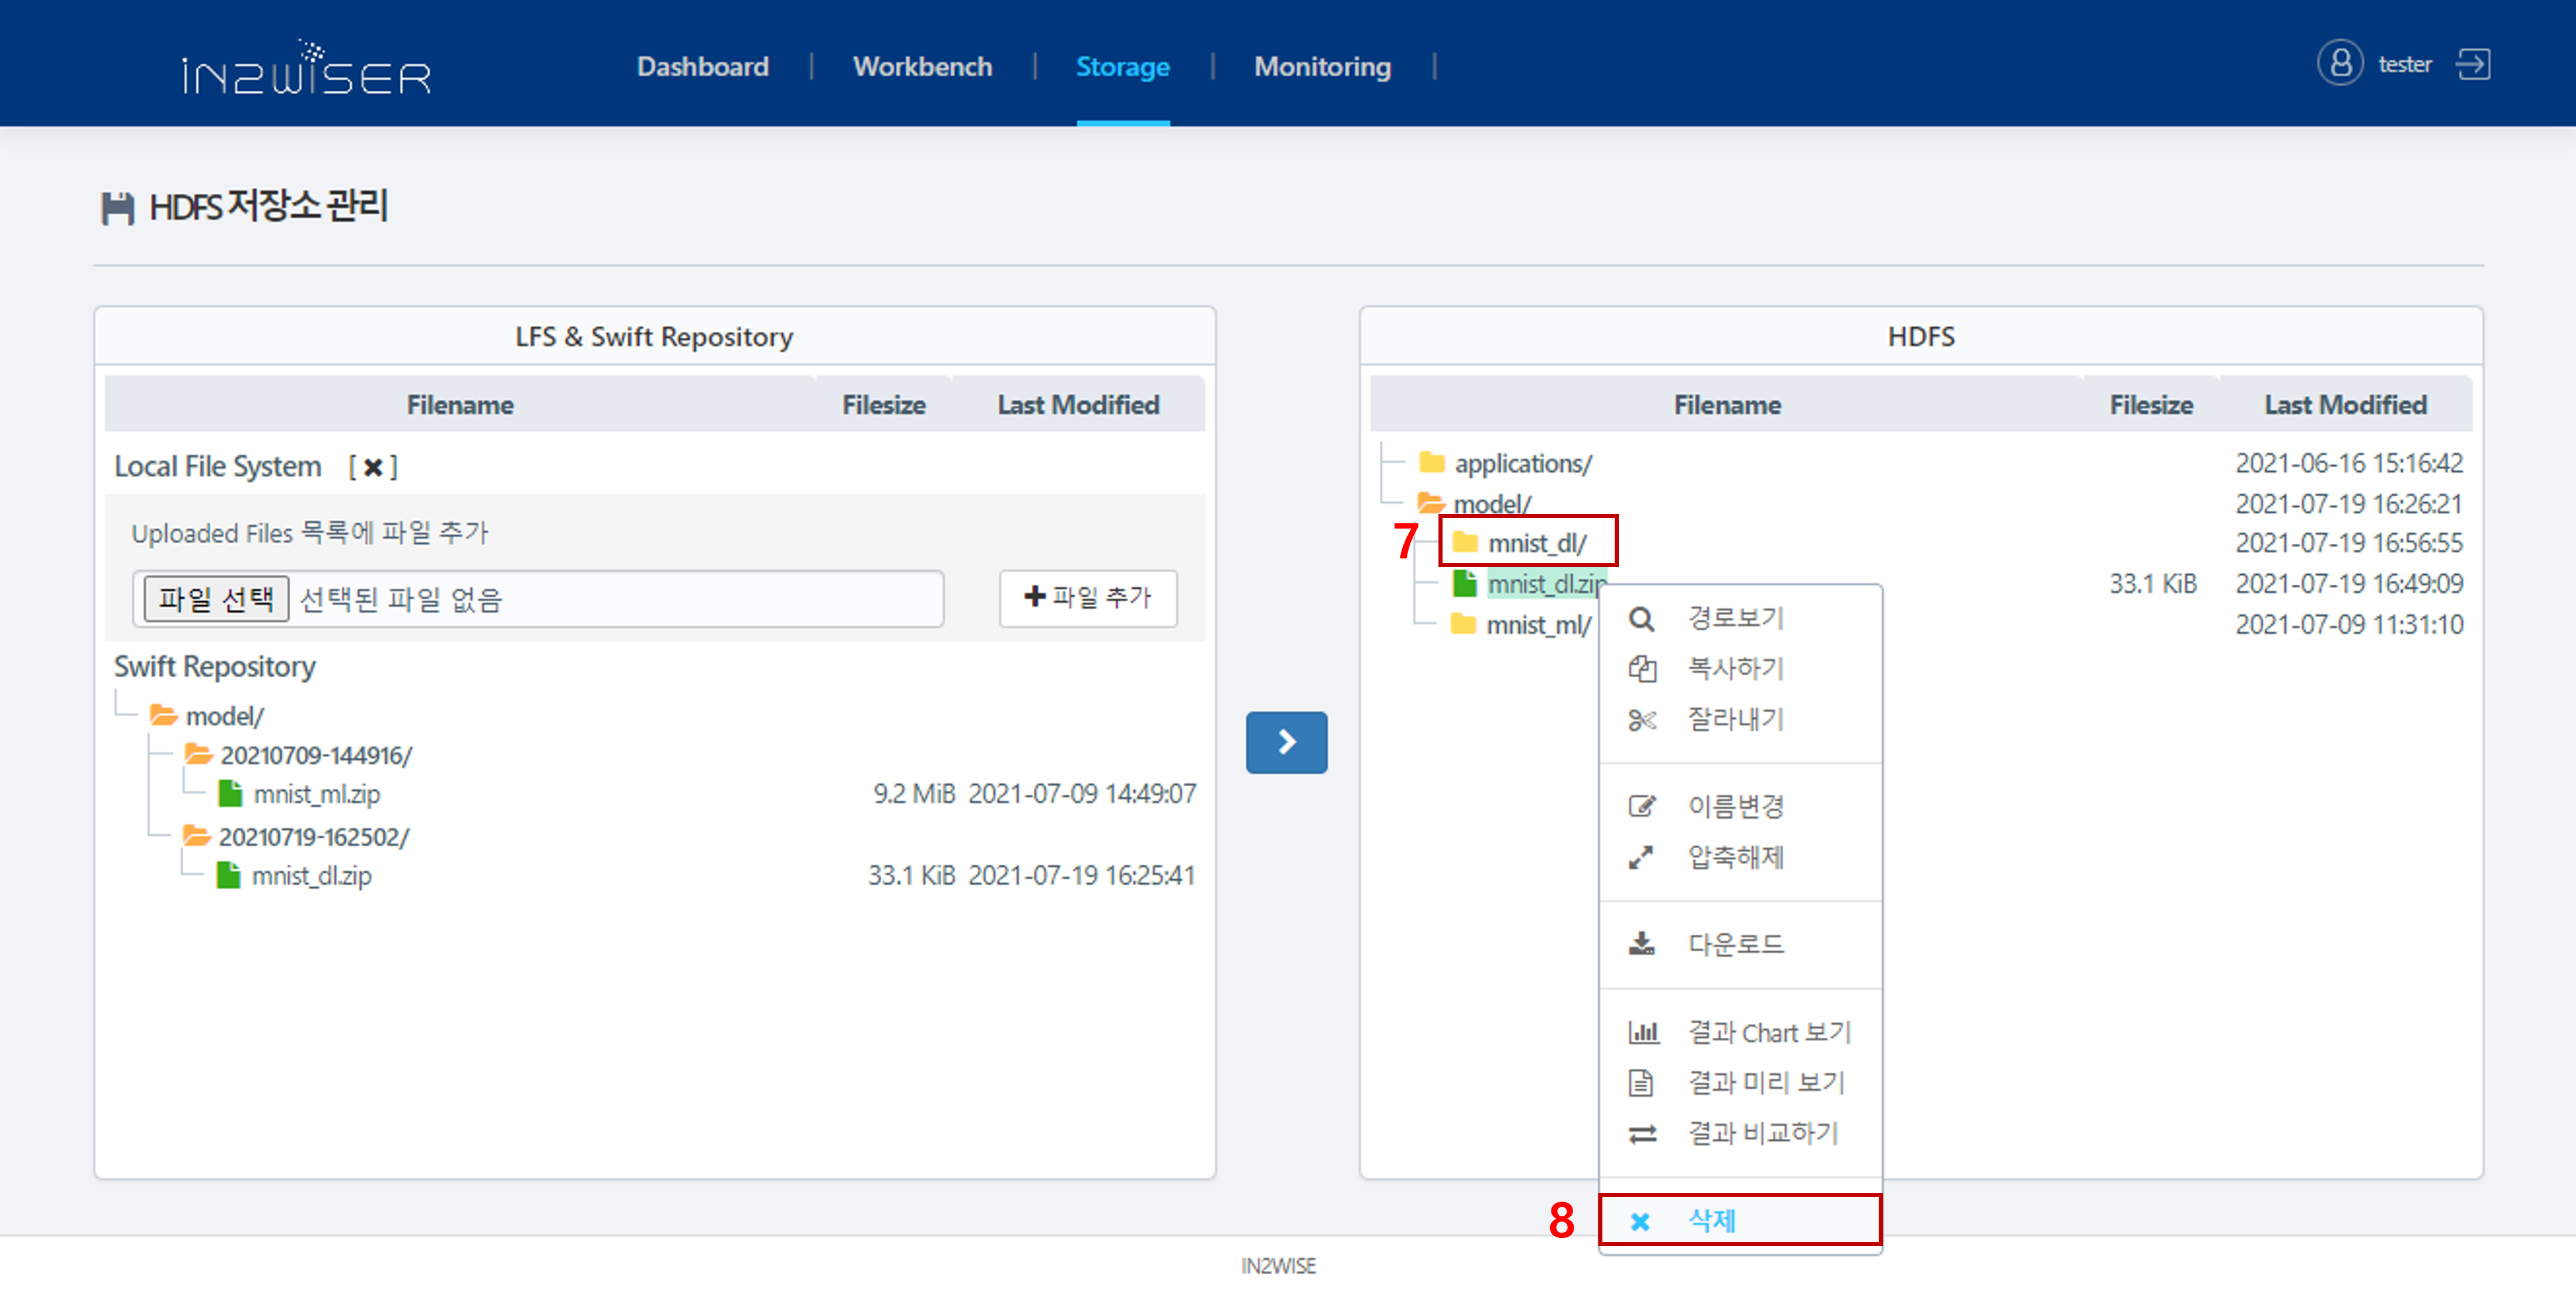 IN2WISER
Dashboard | Workbench | Storage | Monitoring |
tester
HDFS 저장소 관리
LFS & Swift Repository
Filename Filesize Last Modified
Local File System [ ✖ ]
Uploaded Files 목록에 파일 추가
파일 선택 선택된 파일 없음
+ 파일 추가
Swift Repository
model/
20210709-144916/
mnist_ml.zip 9.2 MiB 2021-07-09 14:49:07
20210719-162502/
mnist_dl.zip 33.1 KiB 2021-07-19 16:25:41
HDFS
Filename Filesize Last Modified
applications/ 2021-06-16 15:16:42
model/ 2021-07-19 16:26:21
7 mnist_dl/ 2021-07-19 16:56:55
mnist_dl.zip 33.1 KiB 2021-07-19 16:49:09
mnist_ml/ 2021-07-09 11:31:10
경로보기
복사하기
잘라내기
이름변경
압축해제
다운로드
결과 Chart 보기
결과 미리 보기
결과 비교하기
8 삭제
IN2WISE